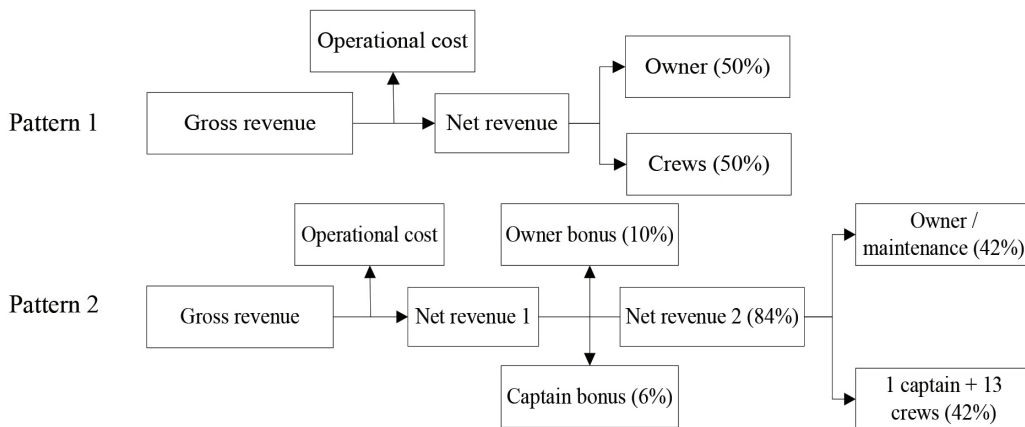 Pattern 1
Operational cost
Gross revenue
Net revenue
Owner (50%)
Crews (50%)
Pattern 2
Operational cost
Owner bonus (10%)
Owner /
maintenance (42%)
Gross revenue
Net revenue 1
Net revenue 2 (84%)
Captain bonus (6%)
1 captain + 13
crews (42%)